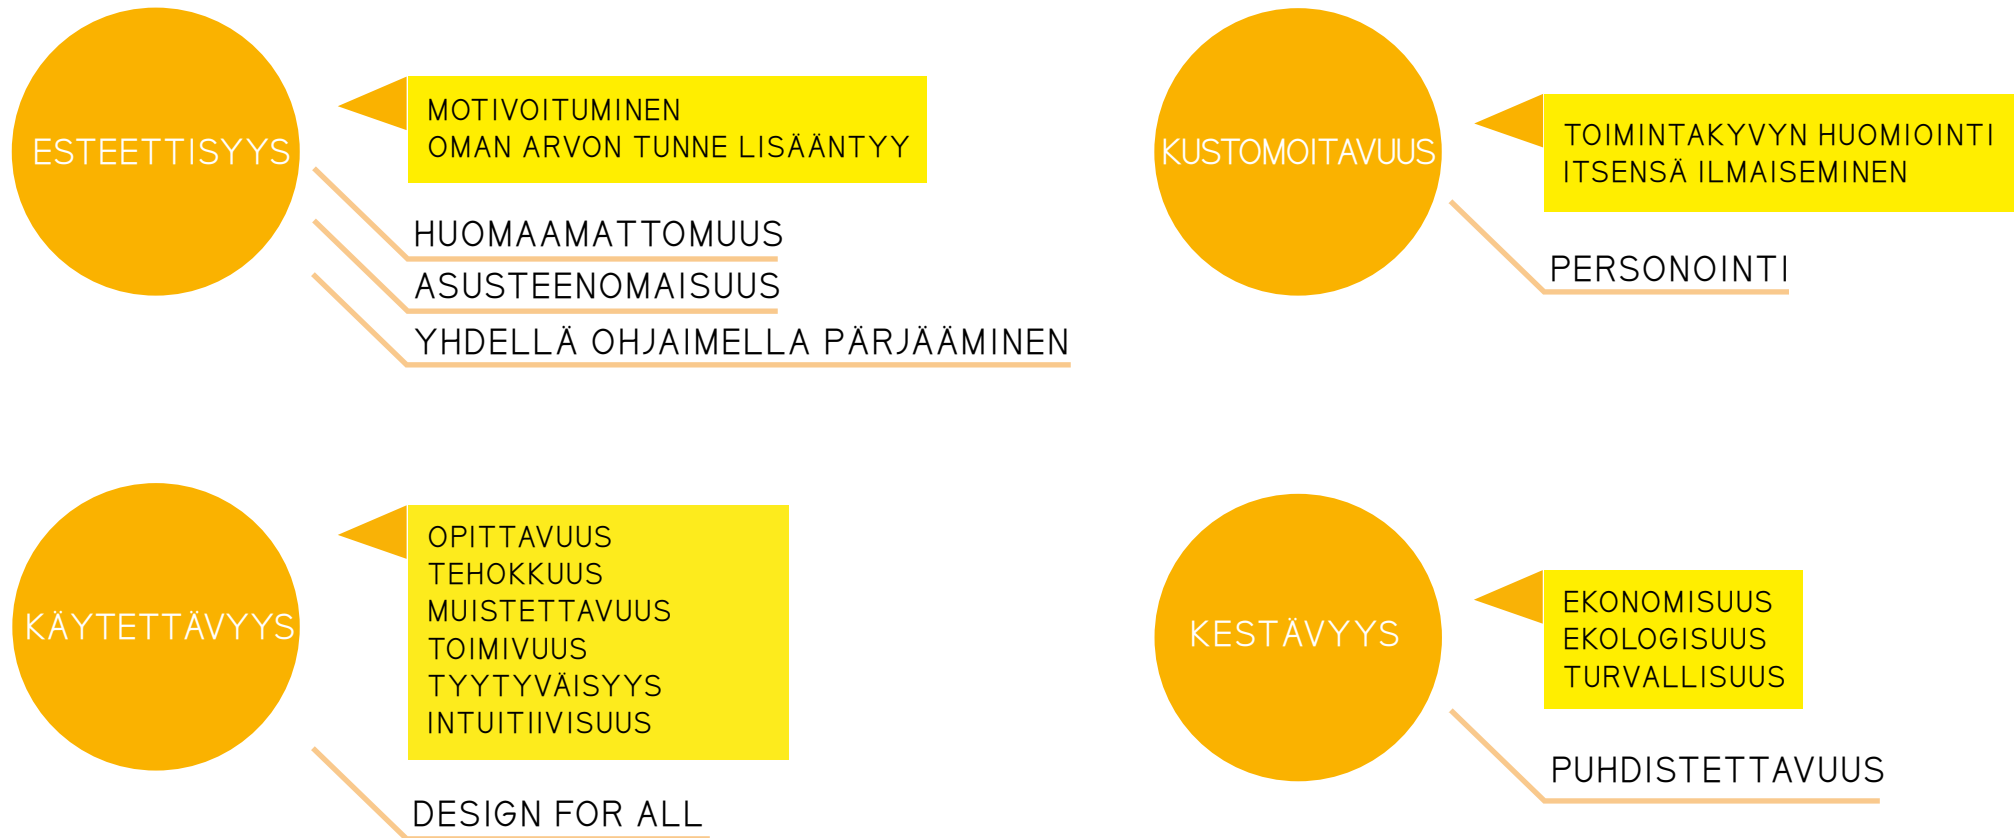 ESTEETTISYYS
MOTIVOITUMINEN
OMAN ARVON TUNNE LISÄÄNTYY
HUOMAAMATTOMUUS
ASUSTEENOMAISUUS
YHDELLÄ OHJAIMELLA PÄRJÄÄMINEN
KUSTOMOITAVUUS
TOIMINTAKYVYN HUOMIOINTI
ITSENSÄ ILMAISEMINEN
PERSONOINTI
KÄYTETTÄVYYS
OPITTAVUUS
TEHOKKUUS
MUISTETTAVUUS
TOIMIVUUS
TYYTYVÄISYYS
INTUITIIVISUUS
DESIGN FOR ALL
KESTÄVYYS
EKONOMISUUS
EKOLOGISUUS
TURVALLISUUS
PUHDISTETTAVUUS